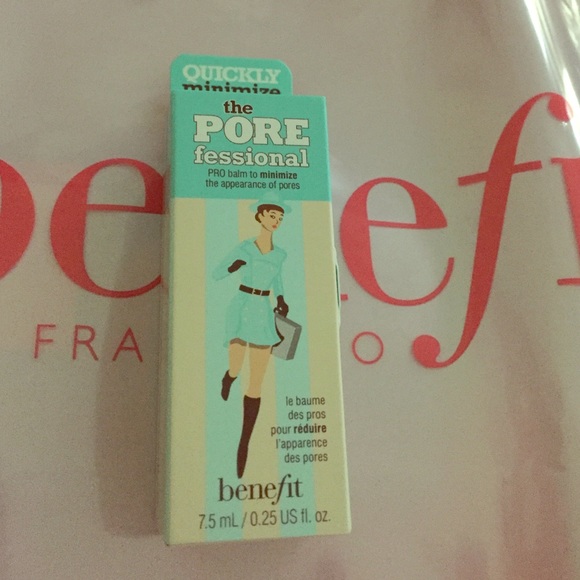 QUICKLY
minimize
the
PORE
fessional
PRO balm to minimize
the appearance of pores
le baume
des pros
pour réduire
l'apparence
des pores
benefit
7.5 mL / 0.25 US fl. oz.
benefi
FRA O